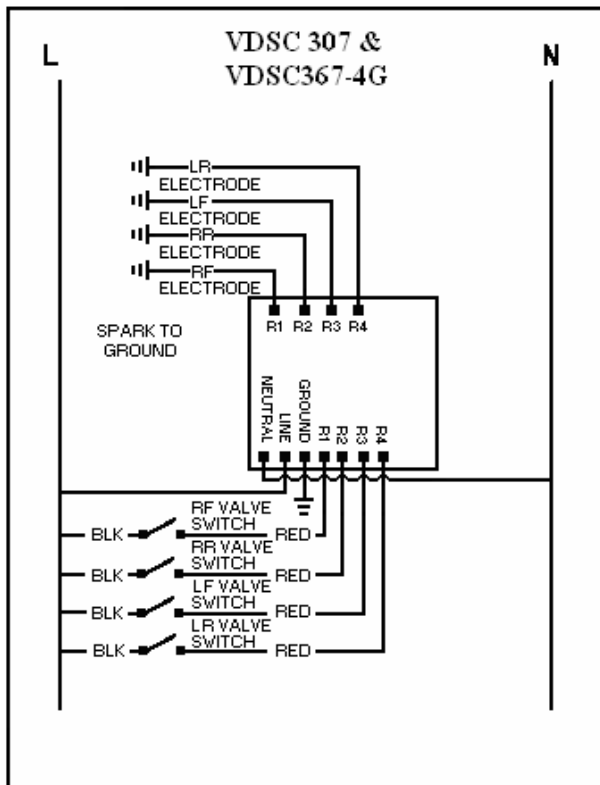 VDSC 307 &
VDSC367-4G
L
N
LR
ELECTRODE
LF
ELECTRODE
RR
ELECTRODE
RF
ELECTRODE
SPARK TO
GROUND
R1 R2 R3 R4
NEUTRAL
LINE
GROUND
R1
R2
R3
R4
RF VALVE
SWITCH
BLK
RED
RR VALVE
SWITCH
BLK
RED
LF VALVE
SWITCH
BLK
RED
LR VALVE
SWITCH
BLK
RED